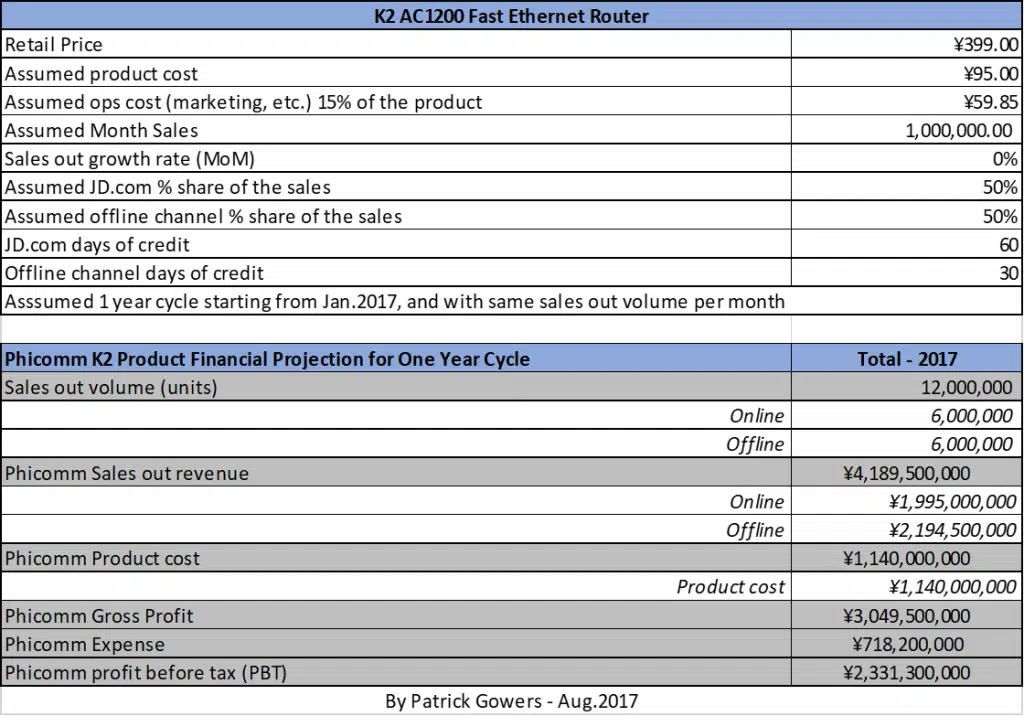 K2 AC1200 Fast Ethernet Router
Retail Price ¥399.00
Assumed product cost ¥95.00
Assumed ops cost (marketing, etc.) 15% of the product ¥59.85
Assumed Month Sales 1,000,000.00
Sales out growth rate (MoM) 0%
Assumed JD.com % share of the sales 50%
Assumed offline channel % share of the sales 50%
JD.com days of credit 60
Offline channel days of credit 30
Asssumed 1 year cycle starting from Jan.2017, and with same sales out volume per month
Phicomm K2 Product Financial Projection for One Year Cycle Total - 2017
Sales out volume (units) 12,000,000
Online 6,000,000
Offline 6,000,000
Phicomm Sales out revenue ¥4,189,500,000
Online ¥1,995,000,000
Offline ¥2,194,500,000
Phicomm Product cost ¥1,140,000,000
Product cost ¥1,140,000,000
Phicomm Gross Profit ¥3,049,500,000
Phicomm Expense ¥718,200,000
Phicomm profit before tax (PBT) ¥2,331,300,000
By Patrick Gowers - Aug.2017